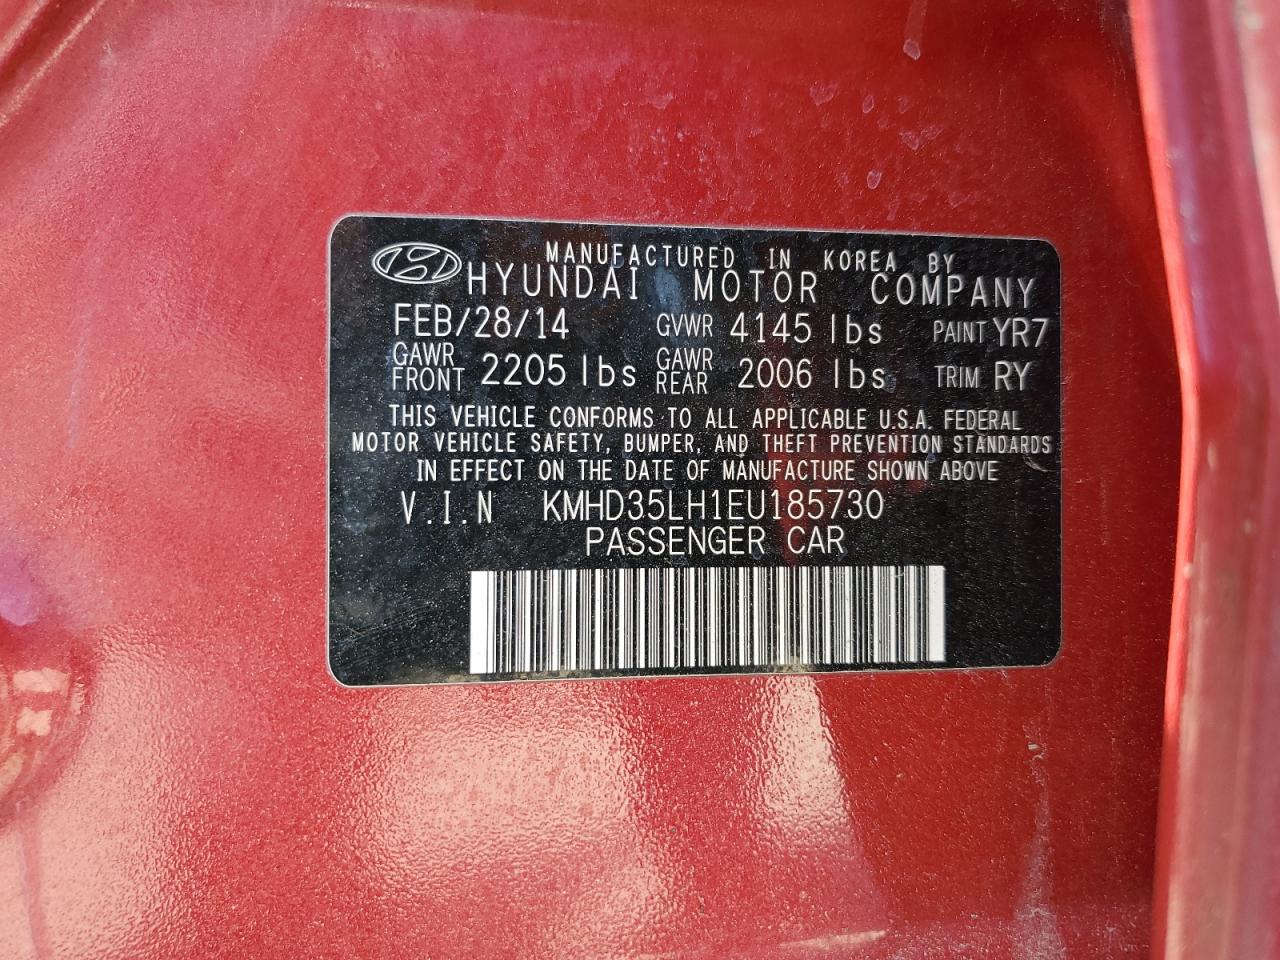 MANUFACTURED IN KOREA BY
HYUNDAI MOTOR COMPANY
FEB/28/14 GVWR 4145 lbs PAINT YR7
GAWR FRONT 2205 lbs GAWR REAR 2006 lbs TRIM RY
THIS VEHICLE CONFORMS TO ALL APPLICABLE U.S.A. FEDERAL
MOTOR VEHICLE SAFETY, BUMPER, AND THEFT PREVENTION STANDARDS
IN EFFECT ON THE DATE OF MANUFACTURE SHOWN ABOVE
V.I.N KMHD35LH1EU185730
PASSENGER CAR